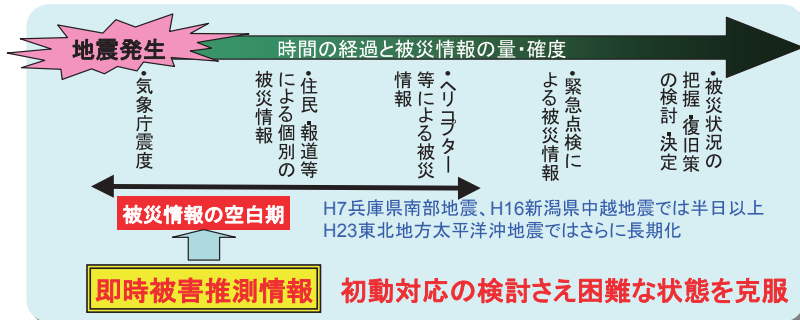 地震発生
時間の経過と被災情報の量・確度
・気象庁震度
・住民・報道等
による個別の
被災情報
・ヘリコプター
等による被災
情報
・緊急点検に
よる被災情報
・被災状況の
把握・復旧策
の検討・決定
被災情報の空白期
H7兵庫県南部地震、H16新潟県中越地震では半日以上
H23東北地方太平洋沖地震ではさらに長期化
即時被害推測情報
初動対応の検討さえ困難な状態を克服